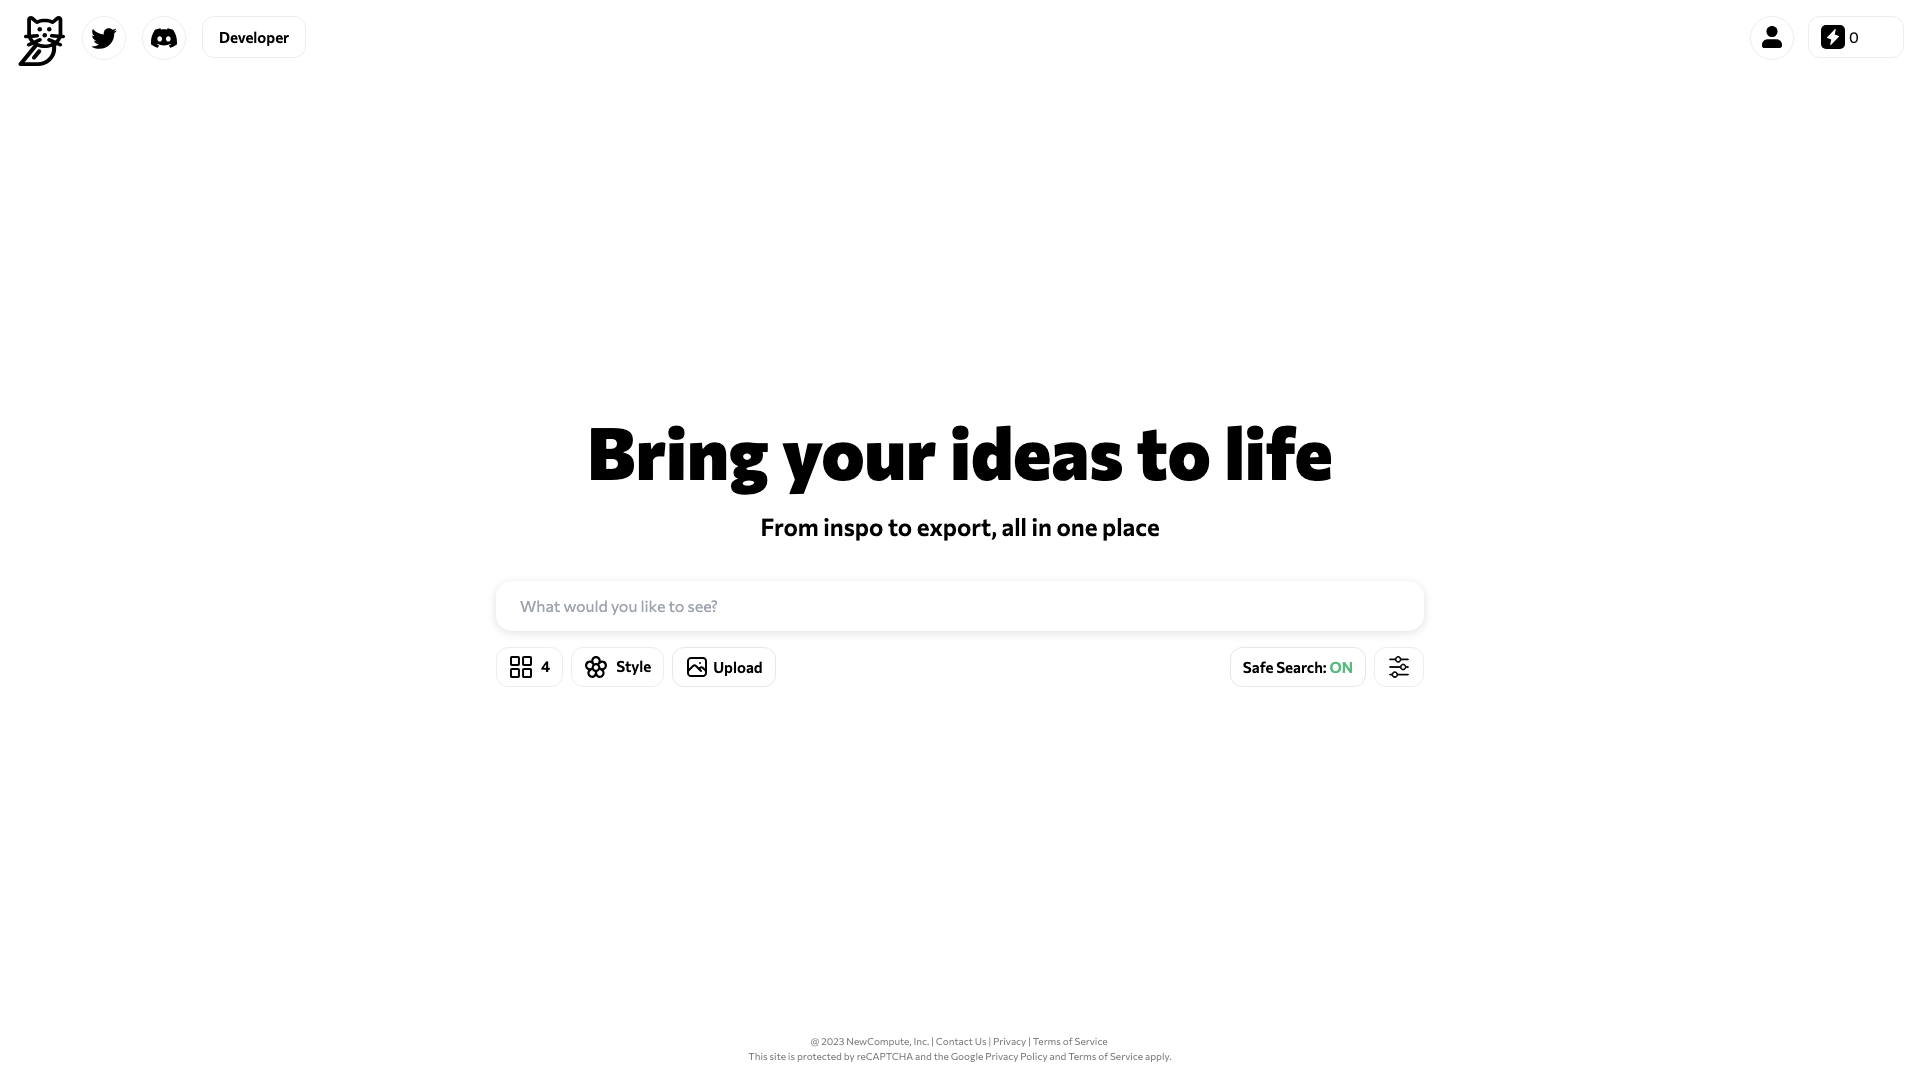 Developer
0
Bring your ideas to life
From inspo to export, all in one place
What would you like to see?
4
Style
Upload
Safe Search: ON
@ 2023 NewCompute, Inc. | Contact Us | Privacy | Terms of Service
This site is protected by reCAPTCHA and the Google Privacy Policy and Terms of Service apply.